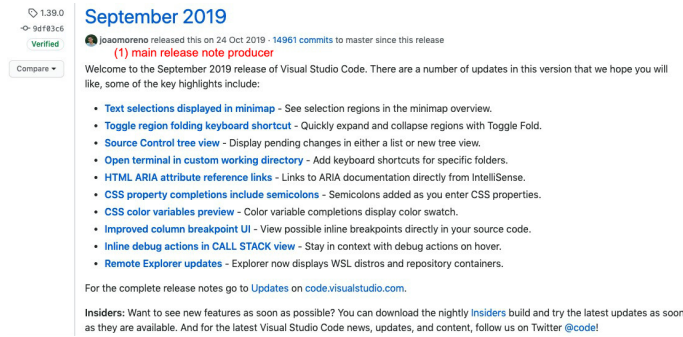 1.39.0
9df03c6
Verified
Compare
September 2019
joaomoreno released this on 24 Oct 2019 · 14961 commits to master since this release
(1) main release note producer
Welcome to the September 2019 release of Visual Studio Code. There are a number of updates in this version that we hope you will
like, some of the key highlights include:
• Text selections displayed in minimap - See selection regions in the minimap overview.
• Toggle region folding keyboard shortcut - Quickly expand and collapse regions with Toggle Fold.
• Source Control tree view - Display pending changes in either a list or new tree view.
• Open terminal in custom working directory - Add keyboard shortcuts for specific folders.
• HTML ARIA attribute reference links - Links to ARIA documentation directly from IntelliSense.
• CSS property completions include semicolons - Semicolons added as you enter CSS properties.
• CSS color variables preview - Color variable completions display color swatch.
• Improved column breakpoint UI - View possible inline breakpoints directly in your source code.
• Inline debug actions in CALL STACK view - Stay in context with debug actions on hover.
• Remote Explorer updates - Explorer now displays WSL distros and repository containers.
For the complete release notes go to Updates on code.visualstudio.com.
Insiders: Want to see new features as soon as possible? You can download the nightly Insiders build and try the latest updates as soon
as they are available. And for the latest Visual Studio Code news, updates, and content, follow us on Twitter @code!